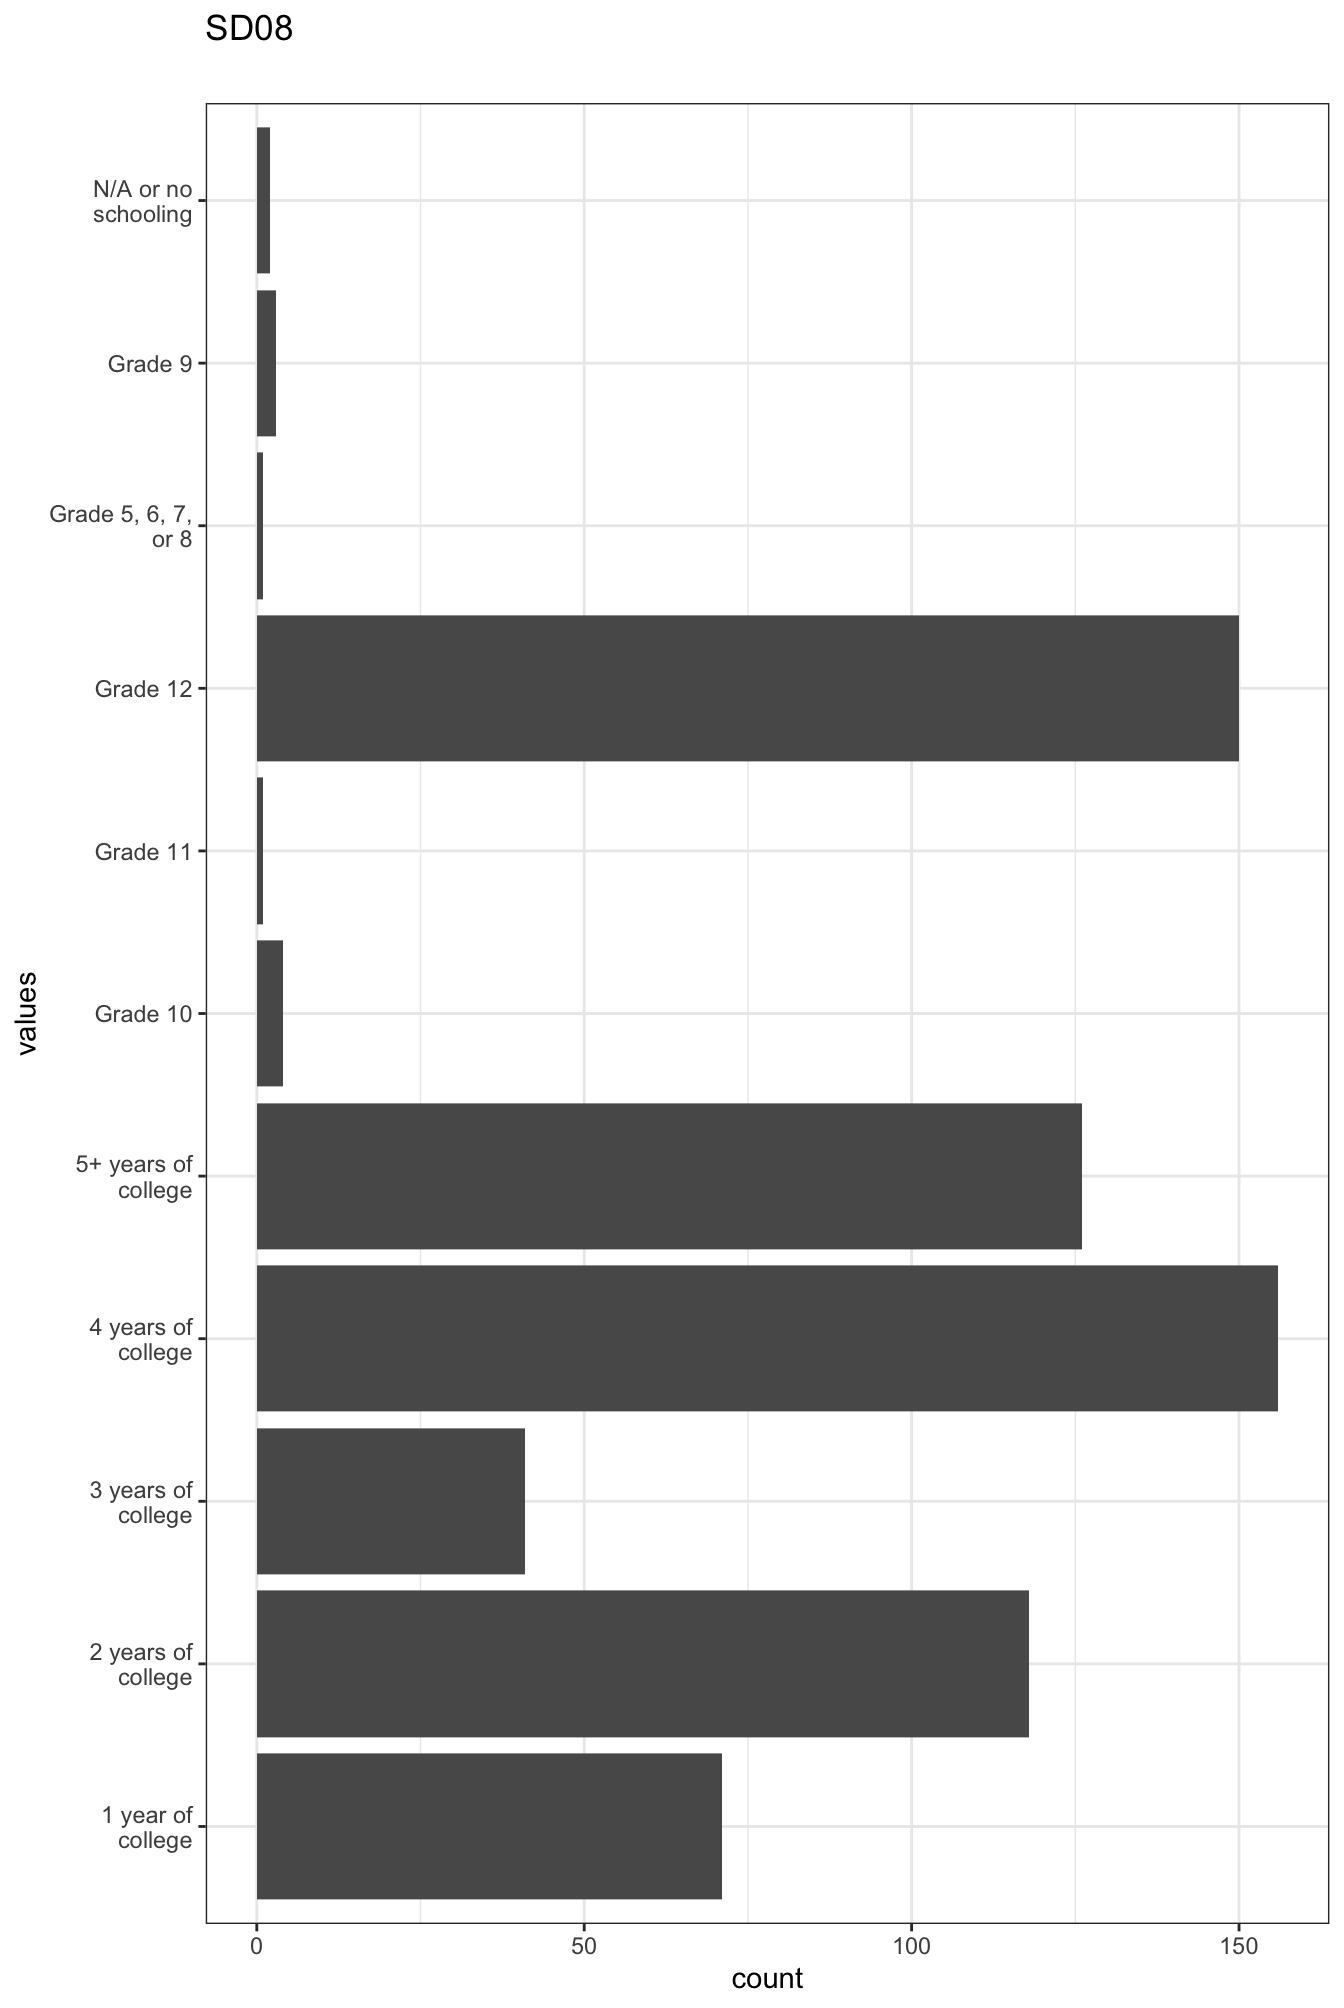 SD08
N/A or no
schooling
Grade 9
Grade 5, 6, 7,
or 8
Grade 12
Grade 11
Grade 10
5+ years of
college
4 years of
college
3 years of
college
2 years of
college
1 year of
college
values
0 50 100 150
count